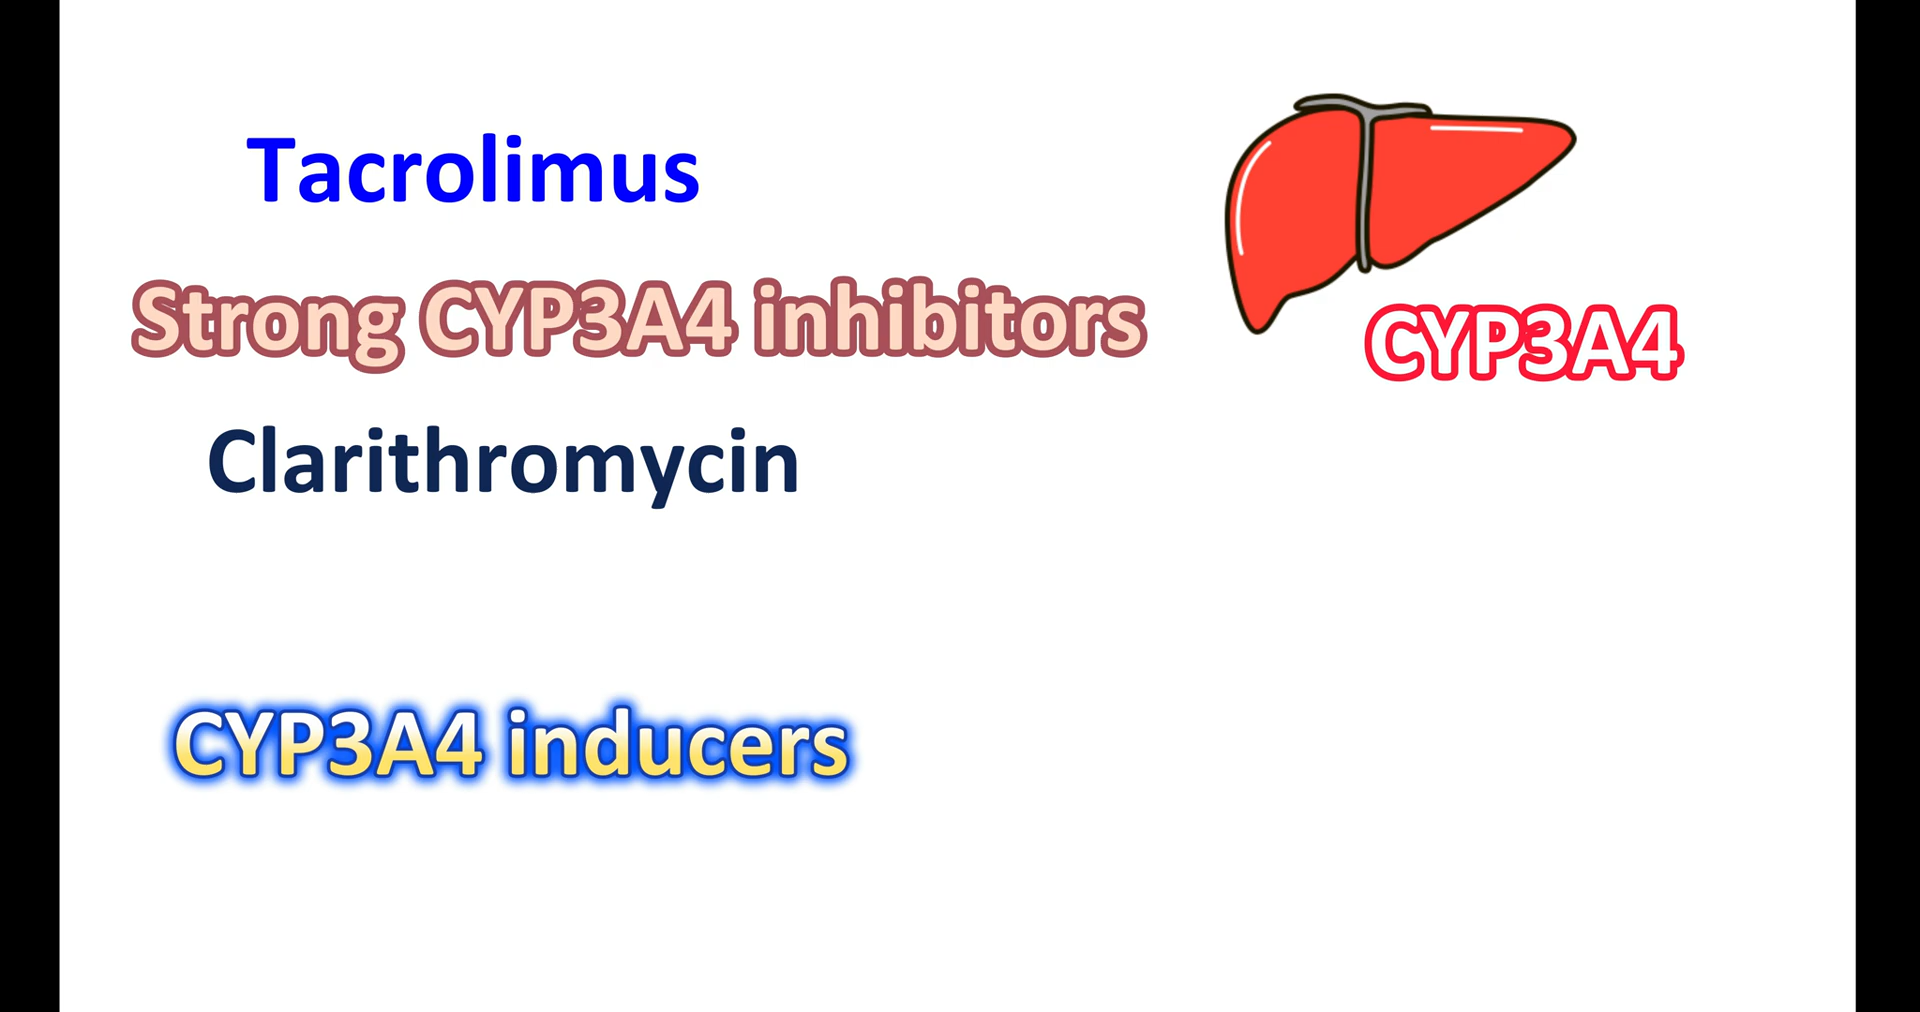 Tacrolimus
Strong CYP3A4 inhibitors
CYP3A4
Clarithromycin
CYP3A4 inducers